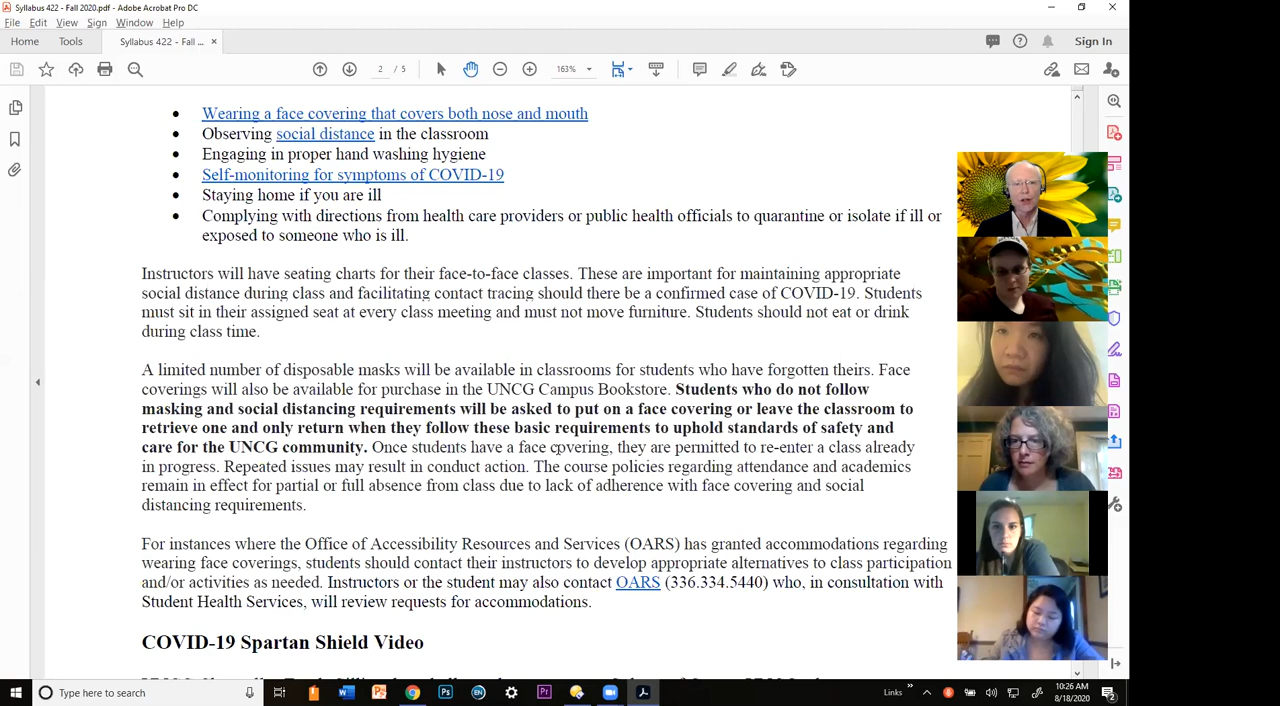 Syllabus 422 - Fall 2020.pdf - Adobe Acrobat Pro DC
File Edit View Sign Window Help
Home Tools Syllabus 422 - Fall ... × Sign In
2 / 5 163%
• Wearing a face covering that covers both nose and mouth
• Observing social distance in the classroom
• Engaging in proper hand washing hygiene
• Self-monitoring for symptoms of COVID-19
• Staying home if you are ill
• Complying with directions from health care providers or public health officials to quarantine or isolate if ill or
exposed to someone who is ill.
Instructors will have seating charts for their face-to-face classes. These are important for maintaining appropriate
social distance during class and facilitating contact tracing should there be a confirmed case of COVID-19. Students
must sit in their assigned seat at every class meeting and must not move furniture. Students should not eat or drink
during class time.
A limited number of disposable masks will be available in classrooms for students who have forgotten theirs. Face
coverings will also be available for purchase in the UNCG Campus Bookstore. Students who do not follow
masking and social distancing requirements will be asked to put on a face covering or leave the classroom to
retrieve one and only return when they follow these basic requirements to uphold standards of safety and
care for the UNCG community. Once students have a face covering, they are permitted to re-enter a class already
in progress. Repeated issues may result in conduct action. The course policies regarding attendance and academics
remain in effect for partial or full absence from class due to lack of adherence with face covering and social
distancing requirements.
For instances where the Office of Accessibility Resources and Services (OARS) has granted accommodations regarding
wearing face coverings, students should contact their instructors to develop appropriate alternatives to class participation
and/or activities as needed. Instructors or the student may also contact OARS (336.334.5440) who, in consultation with
Student Health Services, will review requests for accommodations.
COVID-19 Spartan Shield Video
Type here to search
Links
10:26 AM
8/18/2020